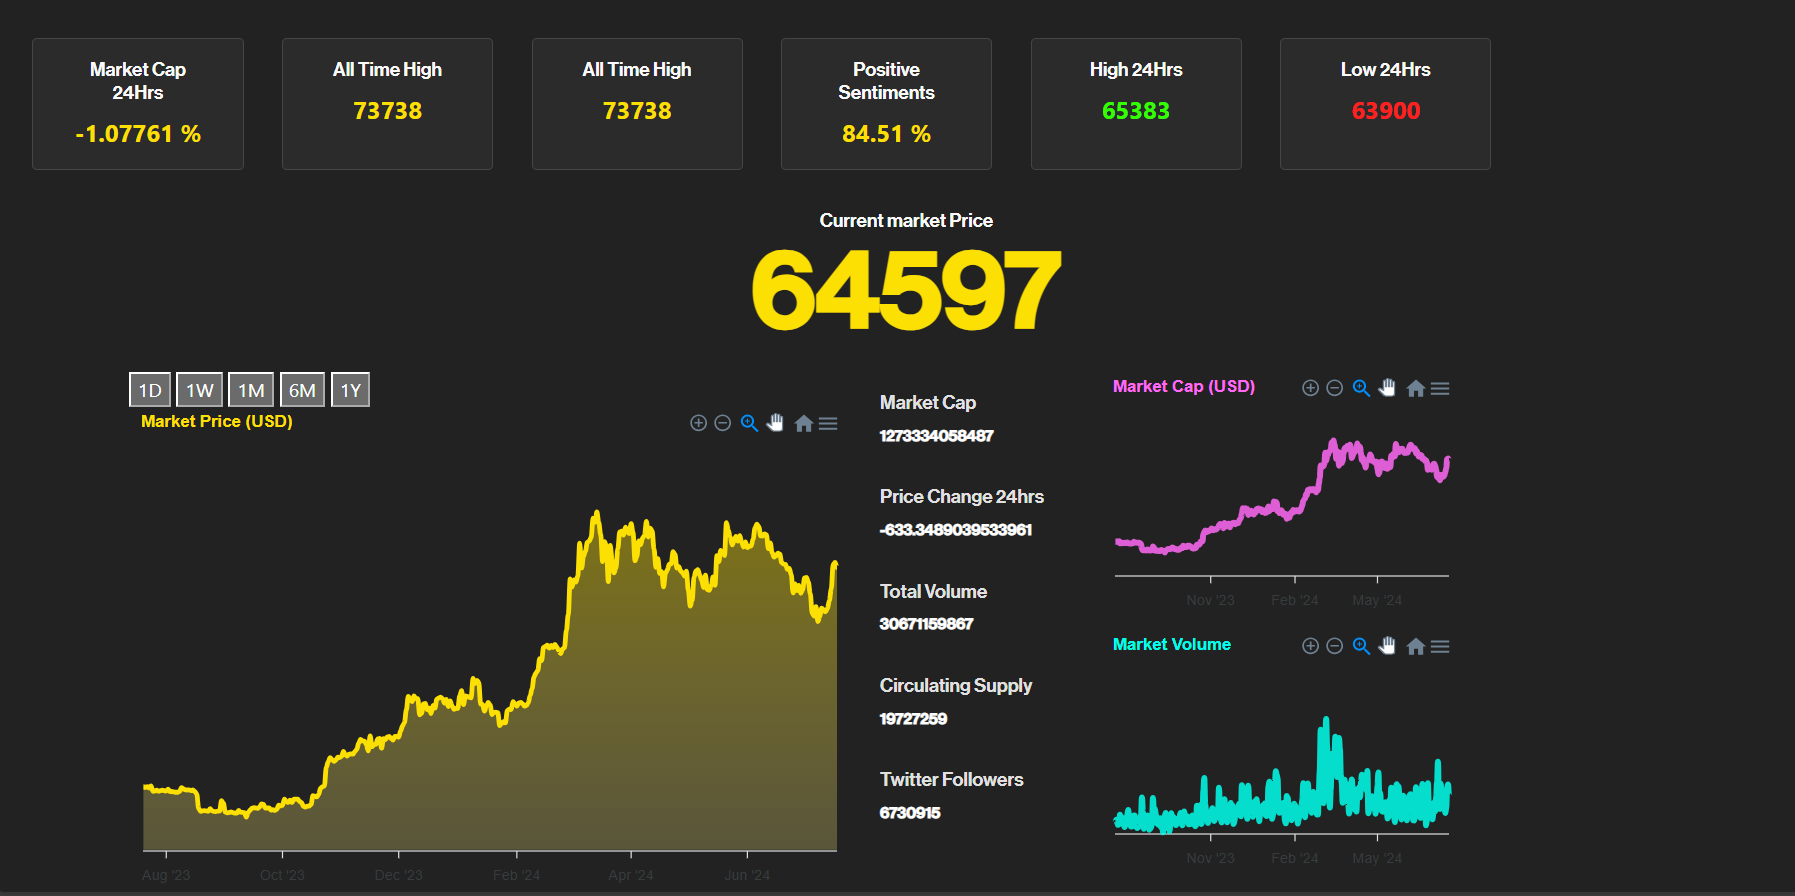 Market Cap
24Hrs
-1.07761 %
All Time High
73738
All Time High
73738
Positive
Sentiments
84.51 %
High 24Hrs
65383
Low 24Hrs
63900
Current market Price
64597
1D 1W 1M 6M 1Y
Market Price (USD)
Aug '23 Oct '23 Dec '23 Feb '24 Apr '24 Jun '24
Market Cap
1273334058487
Price Change 24hrs
-633.3489039533961
Total Volume
30671159867
Circulating Supply
19727259
Twitter Followers
6730915
Market Cap (USD)
Nov '23 Feb '24 May '24
Market Volume
Nov '23 Feb '24 May '24